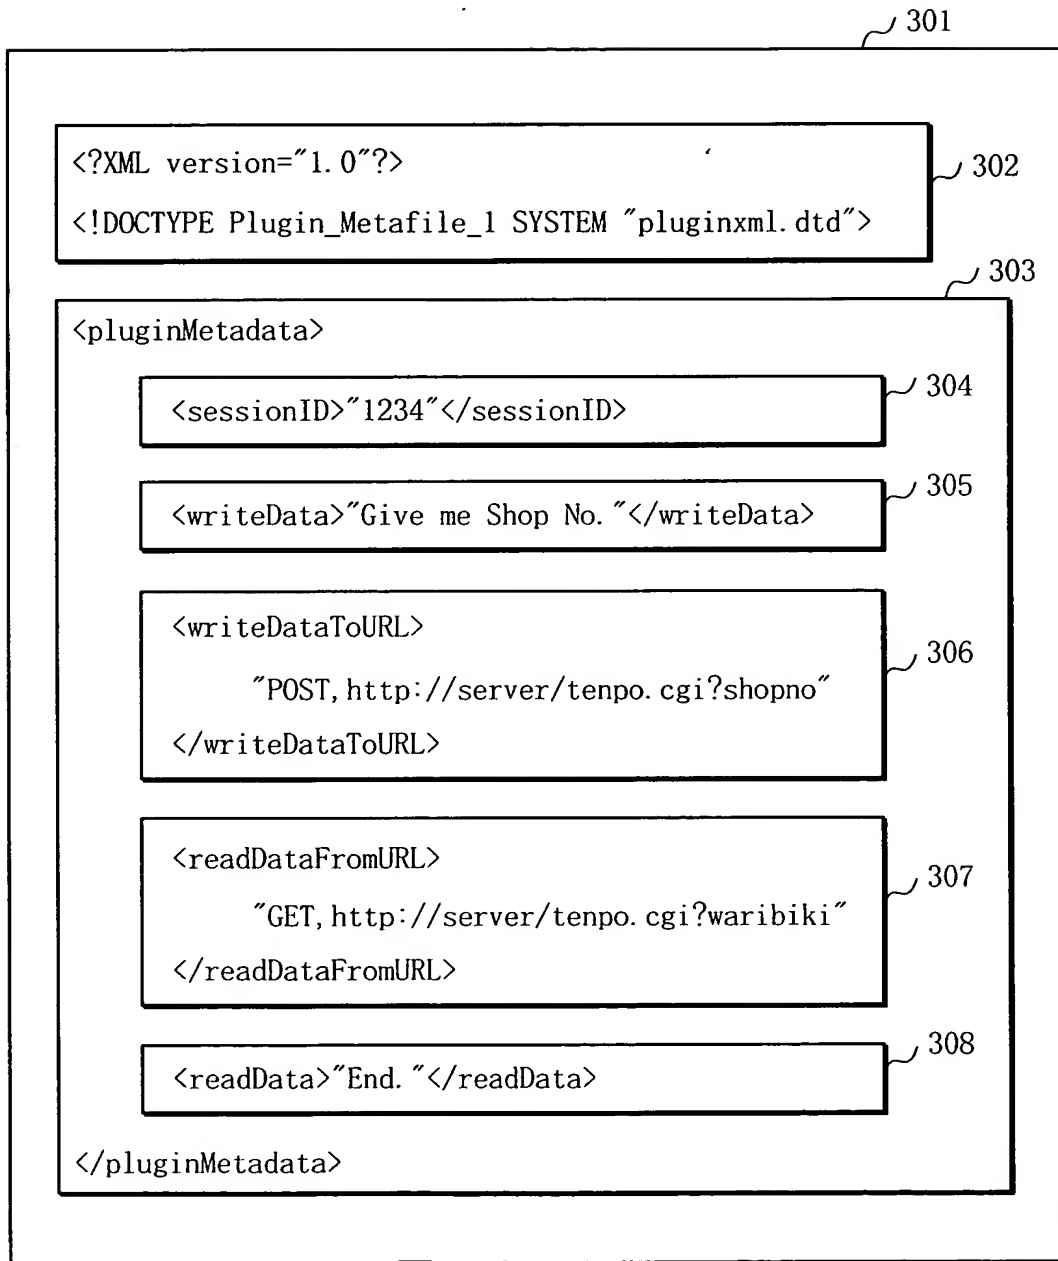 301
<?XML version="1.0"?>
302
<!DOCTYPE Plugin_Metafile_1 SYSTEM "pluginxml.dtd">
303
<pluginMetadata>
304
<sessionID>"1234"</sessionID>
305
<writeData>"Give me Shop No."</writeData>
<writeDataToURL>
306
"POST,http://server/tenpo.cgi?shopno"
</writeDataToURL>
<readDataFromURL>
307
"GET,http://server/tenpo.cgi?waribiki"
</readDataFromURL>
308
<readData>"End."</readData>
</pluginMetadata>